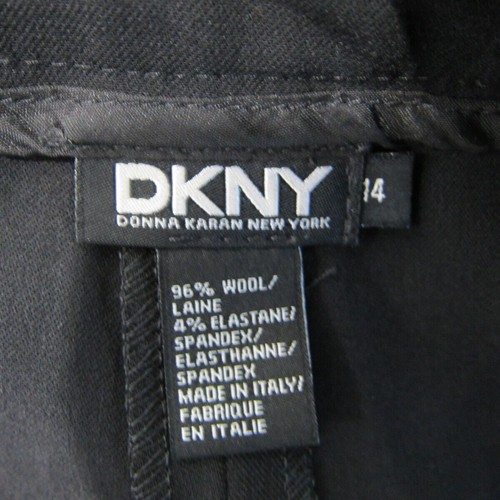 DKNY
DONNA KARAN NEW YORK
14
96% WOOL/
LAINE
4% ELASTANE/
SPANDEX/
ELASTHANNE/
SPANDEX
MADE IN ITALY/
FABRIQUE
EN ITALIE